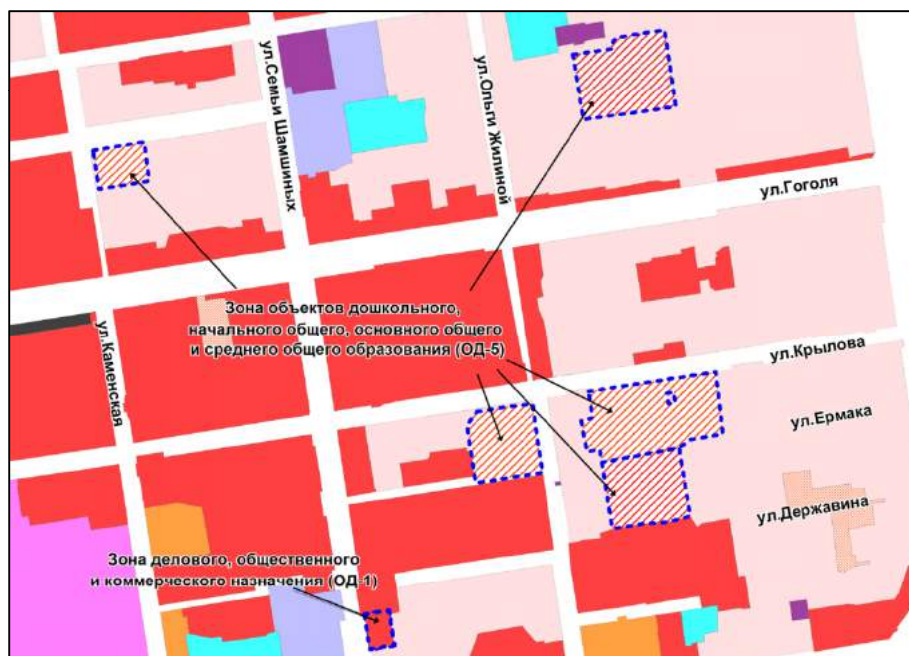 ул.Семьи Шамшиных
ул.Ольги Жилиной
ул.Гоголя
Зона объектов дошкольного,
начального общего, основного общего
и среднего общего образования (ОД-5)
ул.Каменская
ул.Крылова
ул.Ермака
ул.Державина
Зона делового, общественного
и коммерческого назначения (ОД-1)